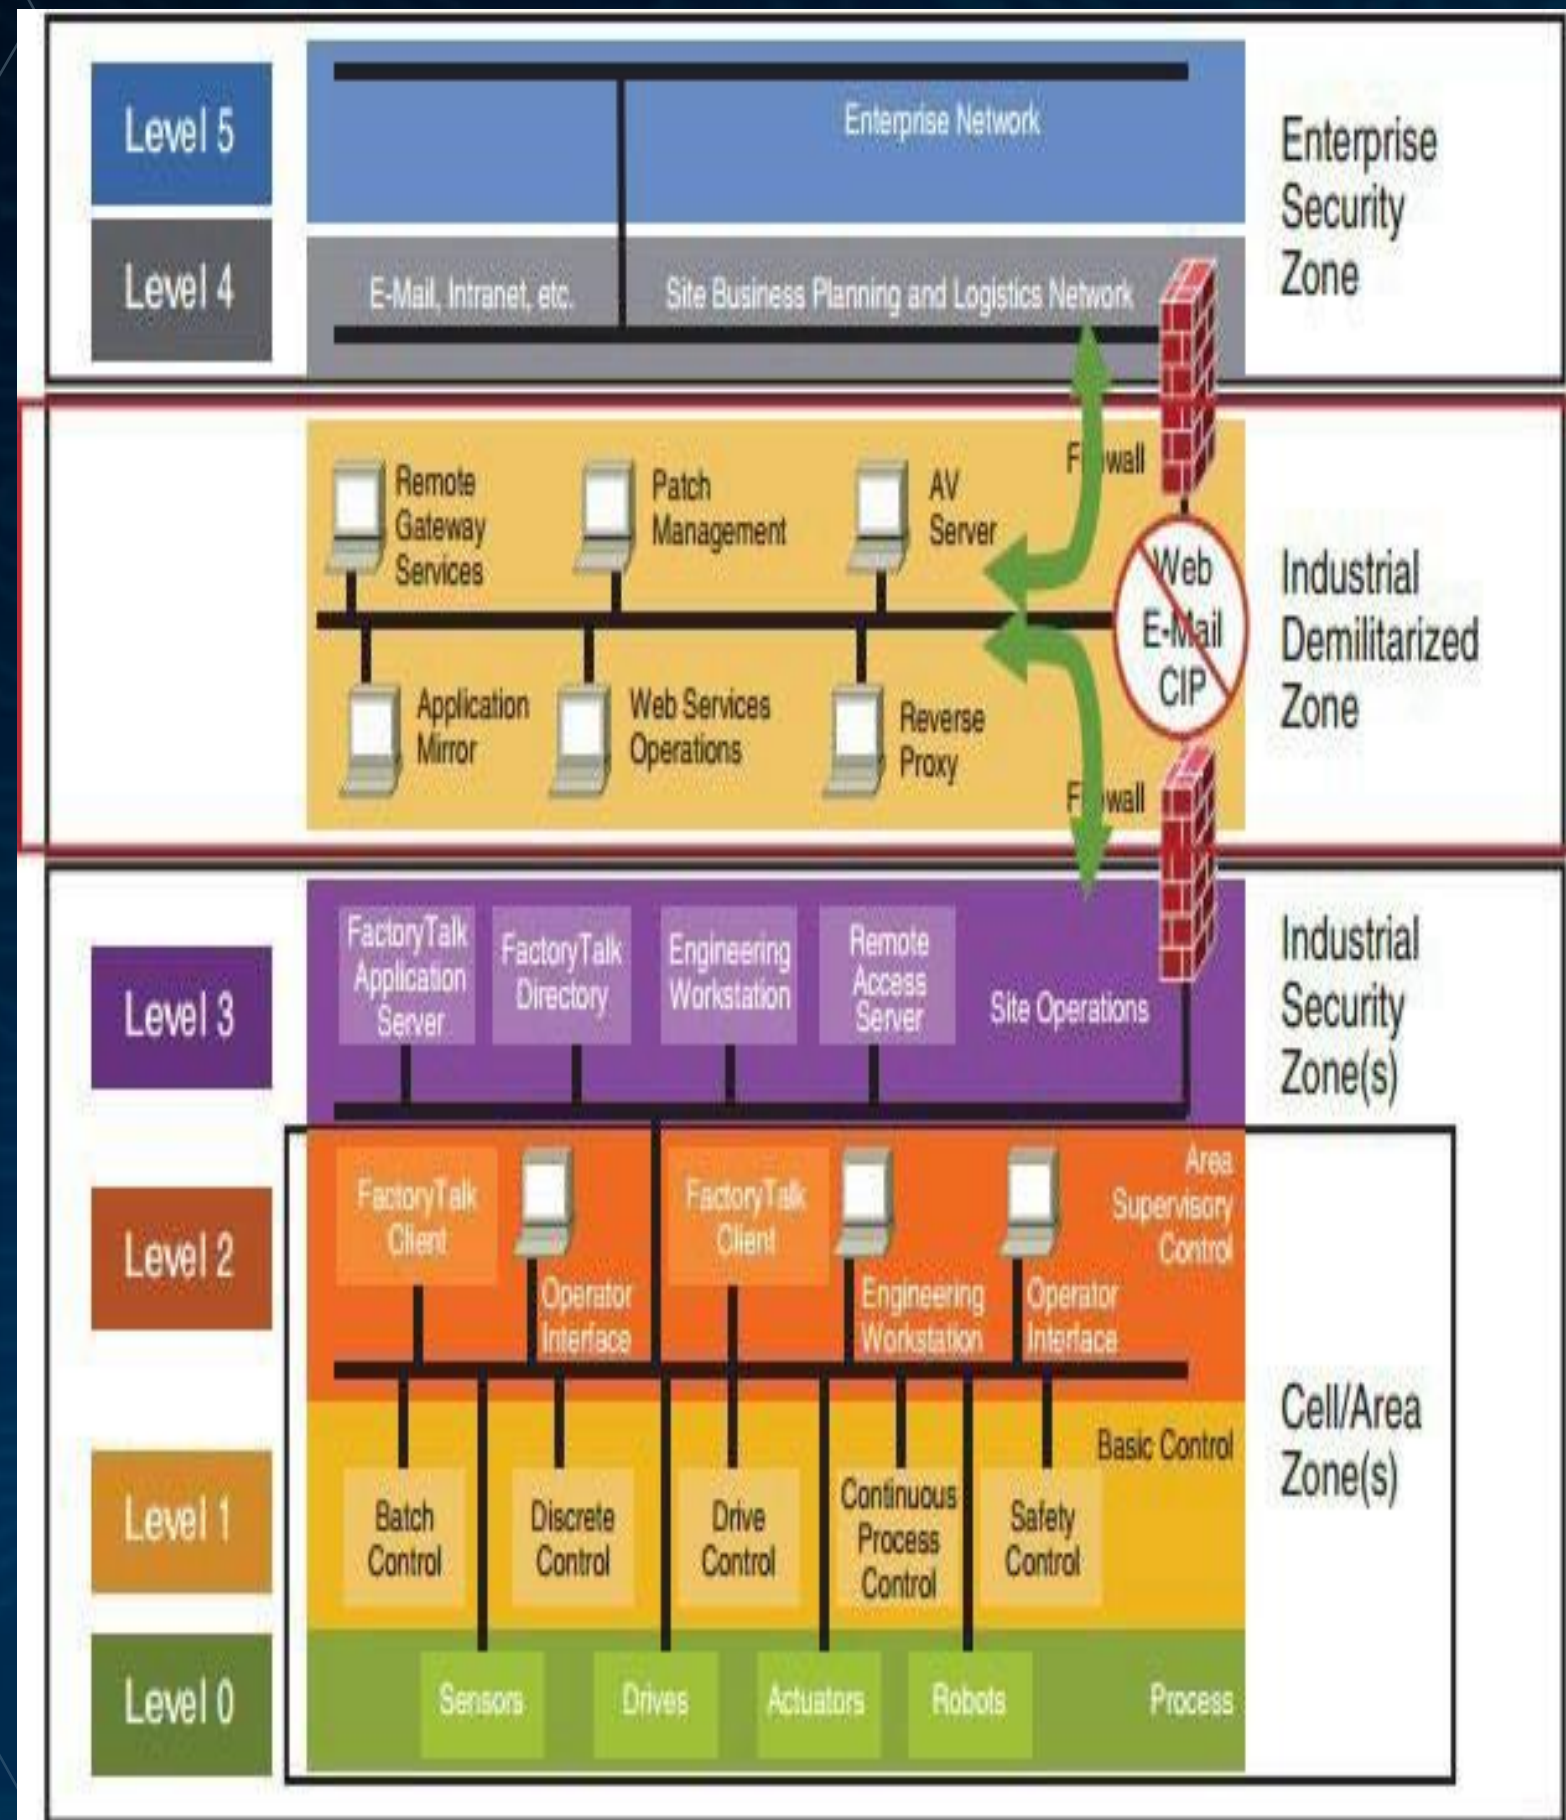 Level 5
Enterprise Network
Enterprise
Security
Zone
Level 4
E-Mail, Intranet, etc.
Site Business Planning and Logistics Network
Remote
Gateway
Services
Patch
Management
AV
Server
Firewall
Web
E-Mail
CIP
Industrial
Demilitarized
Zone
Application
Mirror
Web Services
Operations
Reverse
Proxy
Firewall
Level 3
FactoryTalk
Application
Server
FactoryTalk
Directory
Engineering
Workstation
Remote
Access
Server
Site Operations
Industrial
Security
Zone(s)
Level 2
FactoryTalk
Client
Operator
Interface
FactoryTalk
Client
Engineering
Workstation
Operator
Interface
Area
Supervisory
Control
Level 1
Basic Control
Batch
Control
Discrete
Control
Drive
Control
Continuous
Process
Control
Safety
Control
Cell/Area
Zone(s)
Level 0
Sensors
Drives
Actuators
Robots
Process